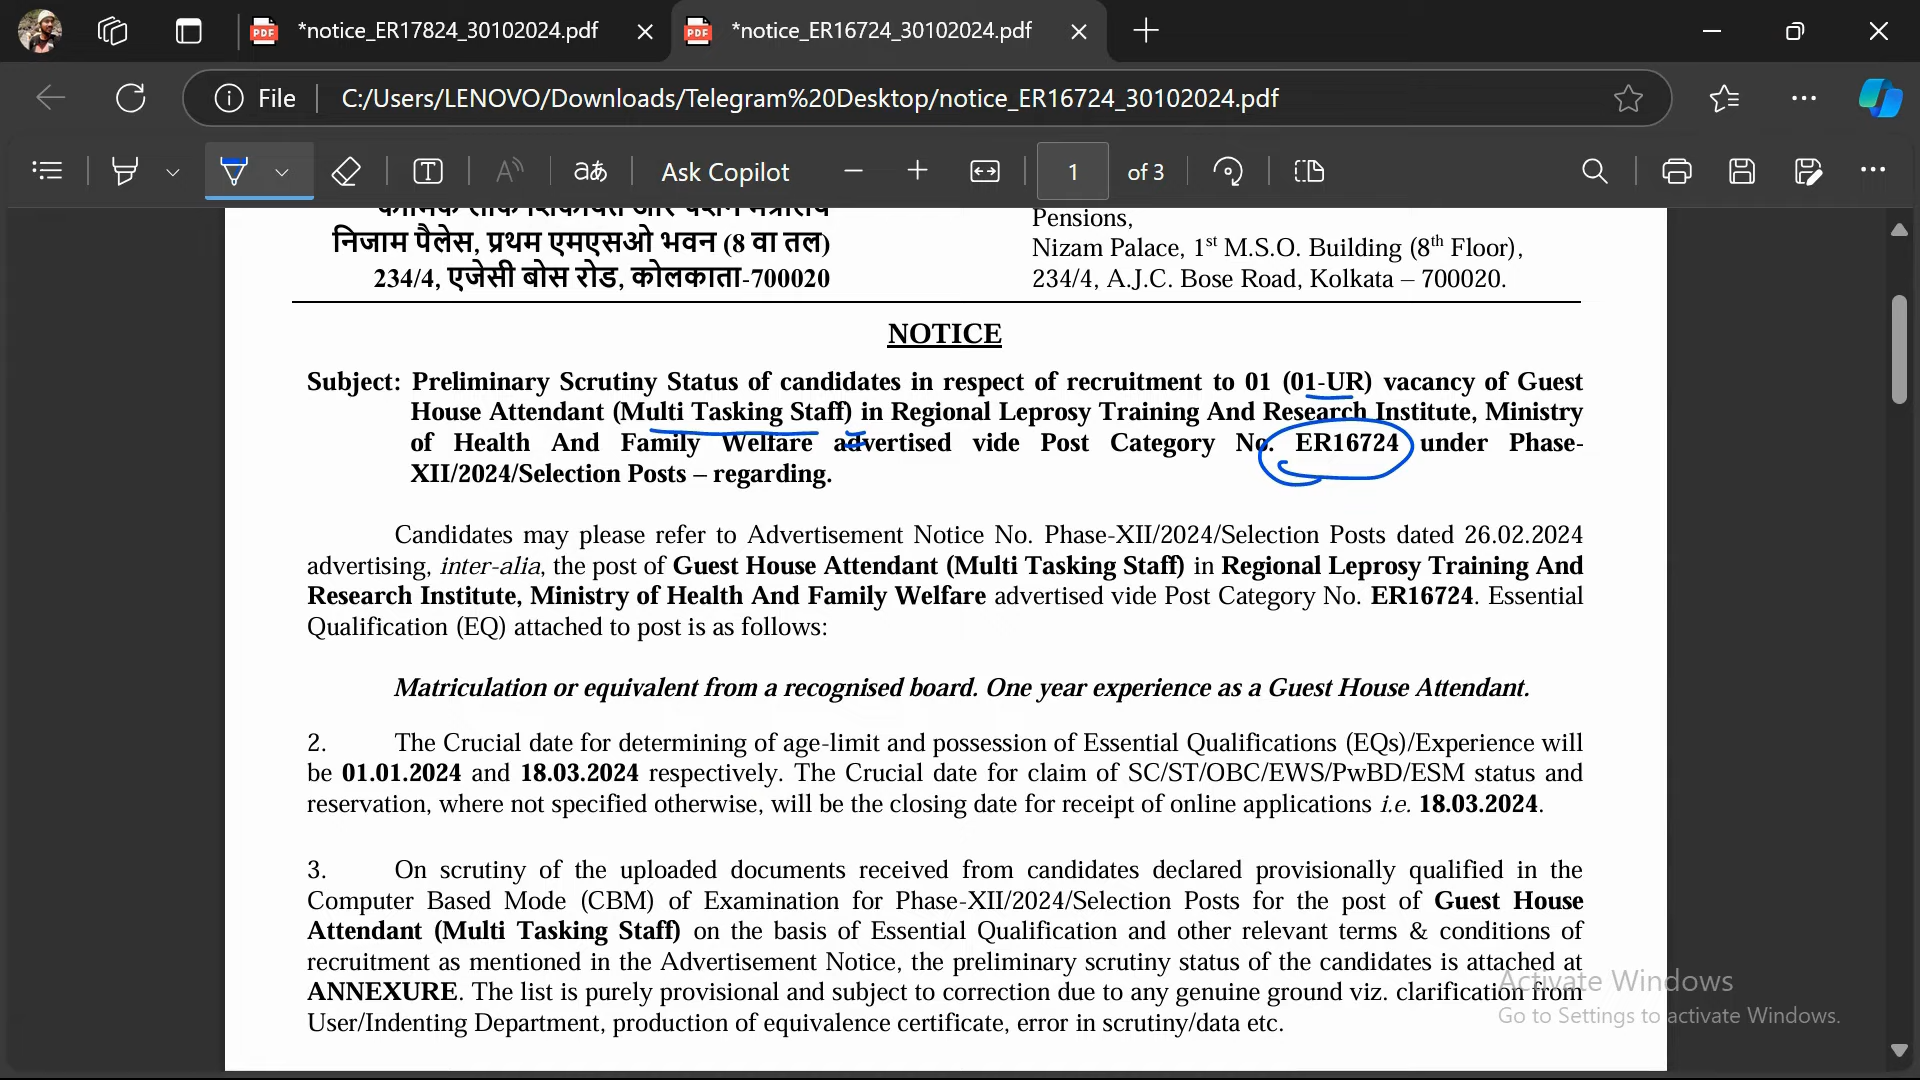 *notice_ER17824_30102024.pdf
*notice_ER16724_30102024.pdf
File C:/Users/LENOVO/Downloads/Telegram%20Desktop/notice_ER16724_30102024.pdf
aあ Ask Copilot 1 of 3
निजाम पैलेस, प्रथम एमएसओ भवन (8 वा तल)
234/4, एजेसी बोस रोड, कोलकाता-700020
Pensions,
Nizam Palace, 1st M.S.O. Building (8th Floor),
234/4, A.J.C. Bose Road, Kolkata – 700020.
NOTICE
Subject: Preliminary Scrutiny Status of candidates in respect of recruitment to 01 (01-UR) vacancy of Guest
House Attendant (Multi Tasking Staff) in Regional Leprosy Training And Research Institute, Ministry
of Health And Family Welfare advertised vide Post Category No. ER16724 under Phase-
XII/2024/Selection Posts – regarding.
Candidates may please refer to Advertisement Notice No. Phase-XII/2024/Selection Posts dated 26.02.2024
advertising, inter-alia, the post of Guest House Attendant (Multi Tasking Staff) in Regional Leprosy Training And
Research Institute, Ministry of Health And Family Welfare advertised vide Post Category No. ER16724. Essential
Qualification (EQ) attached to post is as follows:
Matriculation or equivalent from a recognised board. One year experience as a Guest House Attendant.
2. The Crucial date for determining of age-limit and possession of Essential Qualifications (EQs)/Experience will
be 01.01.2024 and 18.03.2024 respectively. The Crucial date for claim of SC/ST/OBC/EWS/PwBD/ESM status and
reservation, where not specified otherwise, will be the closing date for receipt of online applications i.e. 18.03.2024.
3. On scrutiny of the uploaded documents received from candidates declared provisionally qualified in the
Computer Based Mode (CBM) of Examination for Phase-XII/2024/Selection Posts for the post of Guest House
Attendant (Multi Tasking Staff) on the basis of Essential Qualification and other relevant terms & conditions of
recruitment as mentioned in the Advertisement Notice, the preliminary scrutiny status of the candidates is attached at
ANNEXURE. The list is purely provisional and subject to correction due to any genuine ground viz. clarification from
User/Indenting Department, production of equivalence certificate, error in scrutiny/data etc.
Activate Windows
Go to Settings to activate Windows.